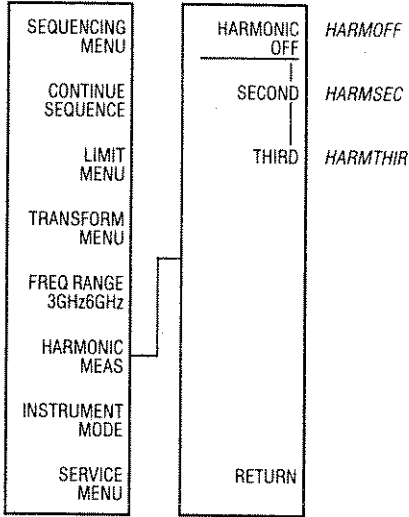 SEQUENCING
MENU
CONTINUE
SEQUENCE
LIMIT
MENU
TRANSFORM
MENU
FREQ RANGE
3GHz6GHz
HARMONIC
MEAS
INSTRUMENT
MODE
SERVICE
MENU
HARMONIC
OFF
HARMOFF
SECOND
HARMSEC
THIRD
HARMTHIR
RETURN